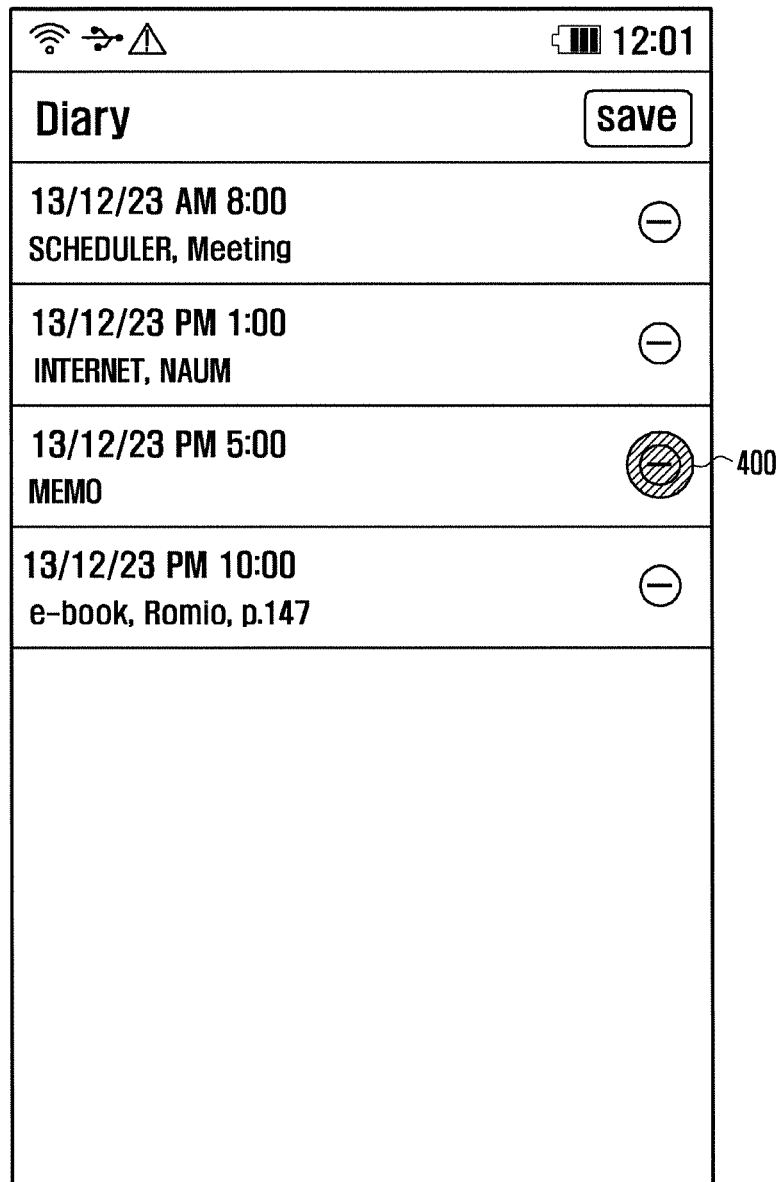 12:01
Diary save
13/12/23 AM 8:00
SCHEDULER, Meeting
13/12/23 PM 1:00
INTERNET, NAUM
13/12/23 PM 5:00
400
MEMO
13/12/23 PM 10:00
e-book, Romio, p.147